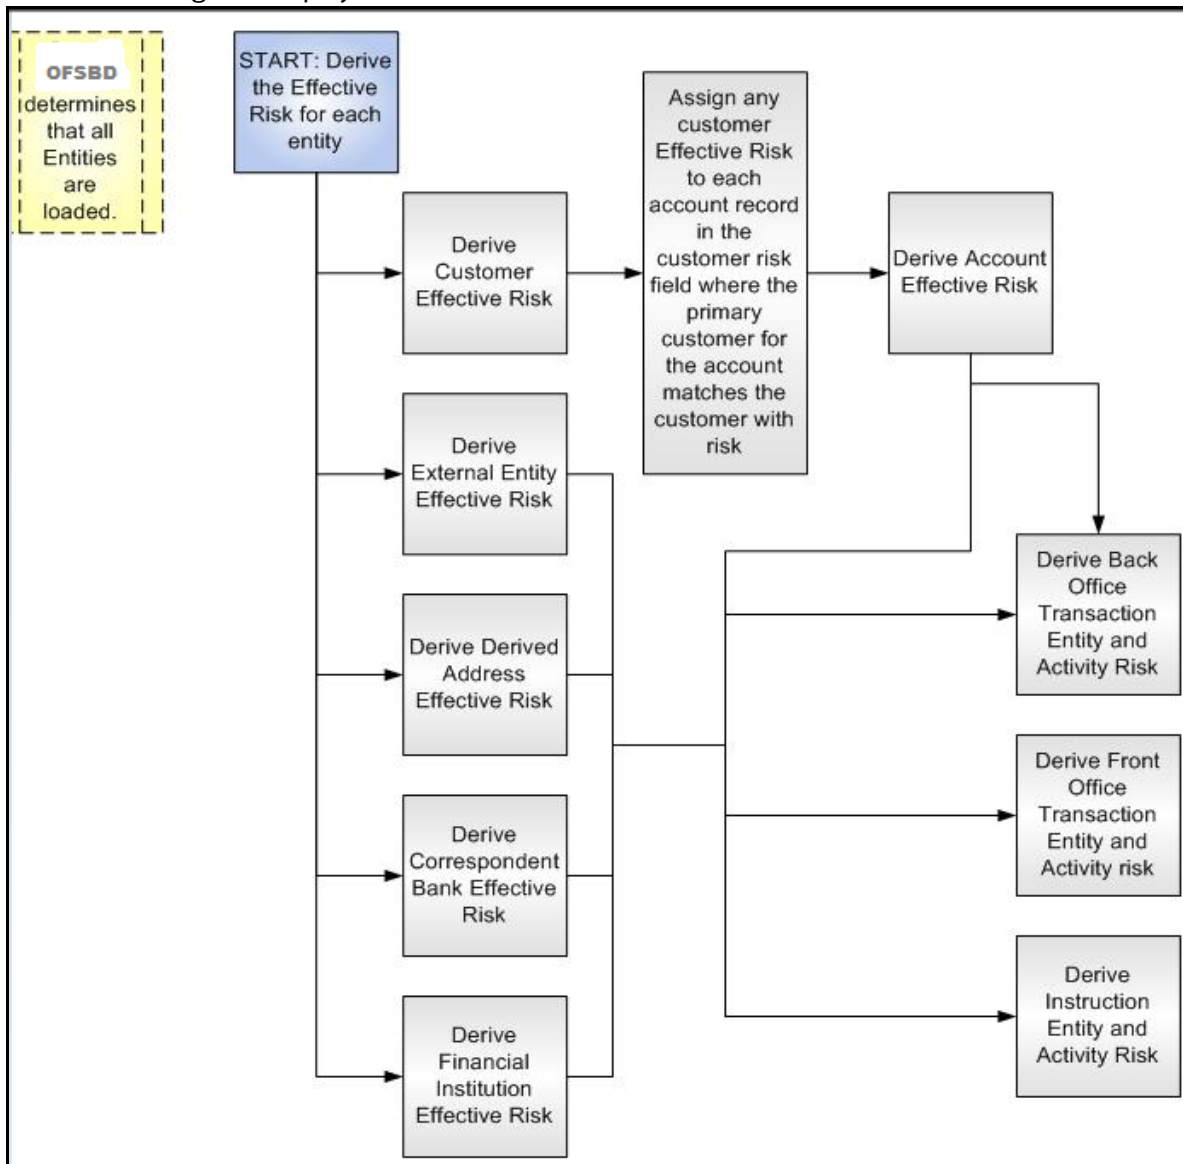 OFSBD
determines
that all
Entities
are
loaded.
START: Derive
the Effective
Risk for each
entity
Derive
Customer
Effective Risk
Assign any
customer
Effective Risk
to each
account record
in the
customer risk
field where the
primary
customer for
the account
matches the
customer with
risk
Derive Account
Effective Risk
Derive
External Entity
Effective Risk
Derive Back
Office
Transaction
Entity and
Activity Risk
Derive Derived
Address
Effective Risk
Derive Front
Office
Transaction
Entity and
Activity risk
Derive
Correspondent
Bank Effective
Risk
Derive
Instruction
Entity and
Activity Risk
Derive
Financial
Institution
Effective Risk